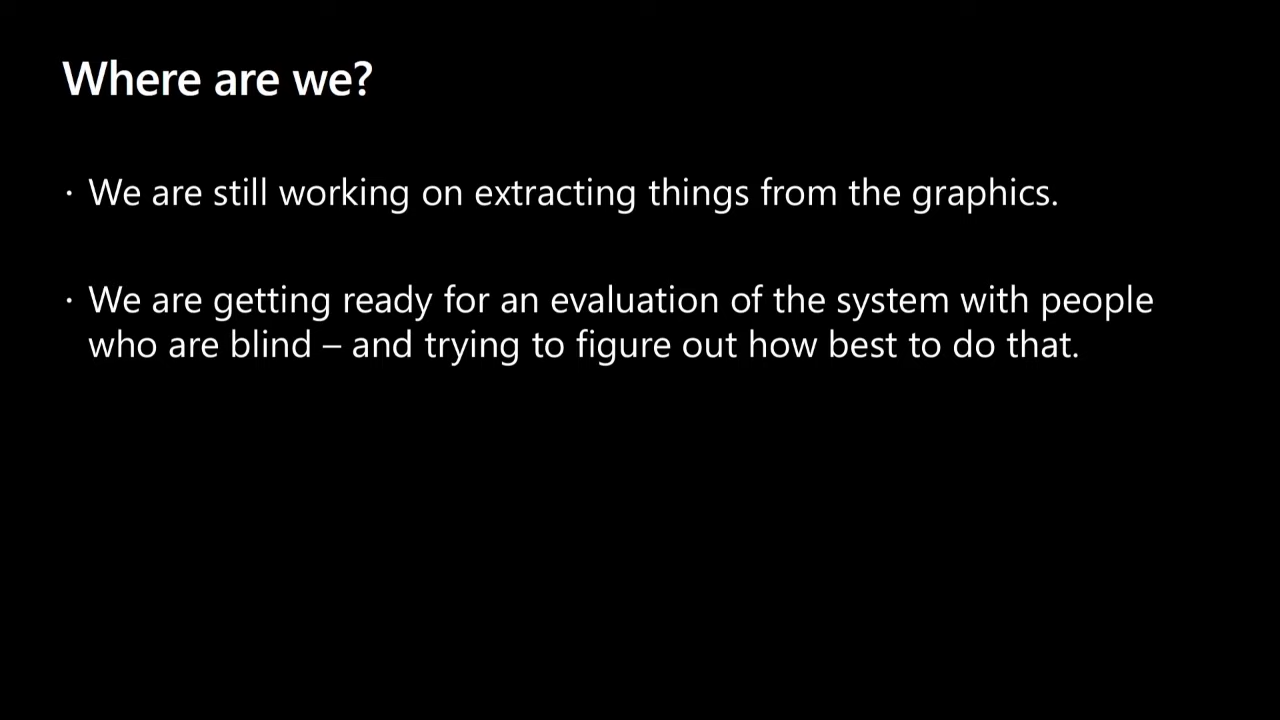 Where are we?
· We are still working on extracting things from the graphics.
· We are getting ready for an evaluation of the system with people
who are blind – and trying to figure out how best to do that.